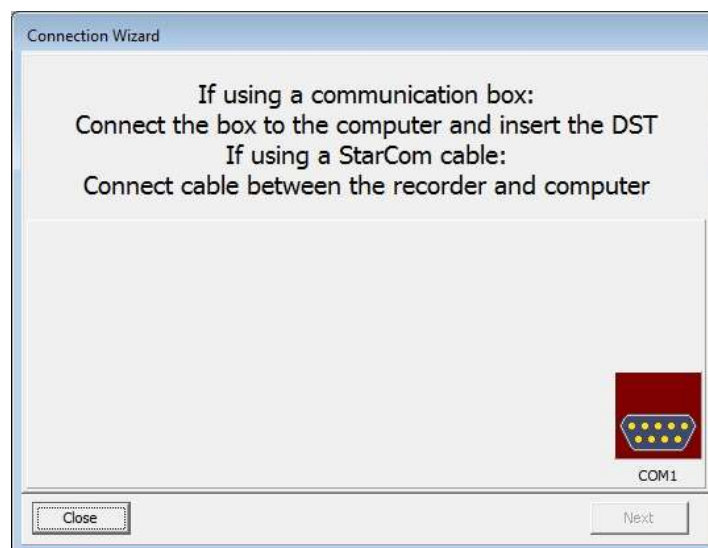 Connection Wizard
If using a communication box:
Connect the box to the computer and insert the DST
If using a StarCom cable:
Connect cable between the recorder and computer
COM1
Close
Next